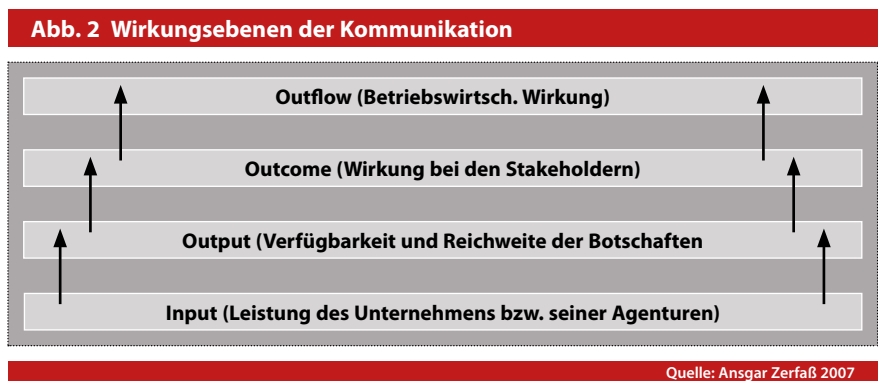 Abb. 2 Wirkungsebenen der Kommunikation
Outflow (Betriebswirtsch. Wirkung)
Outcome (Wirkung bei den Stakeholdern)
Output (Verfügbarkeit und Reichweite der Botschaften
Input (Leistung des Unternehmens bzw. seiner Agenturen)
Quelle: Ansgar Zerfaß 2007